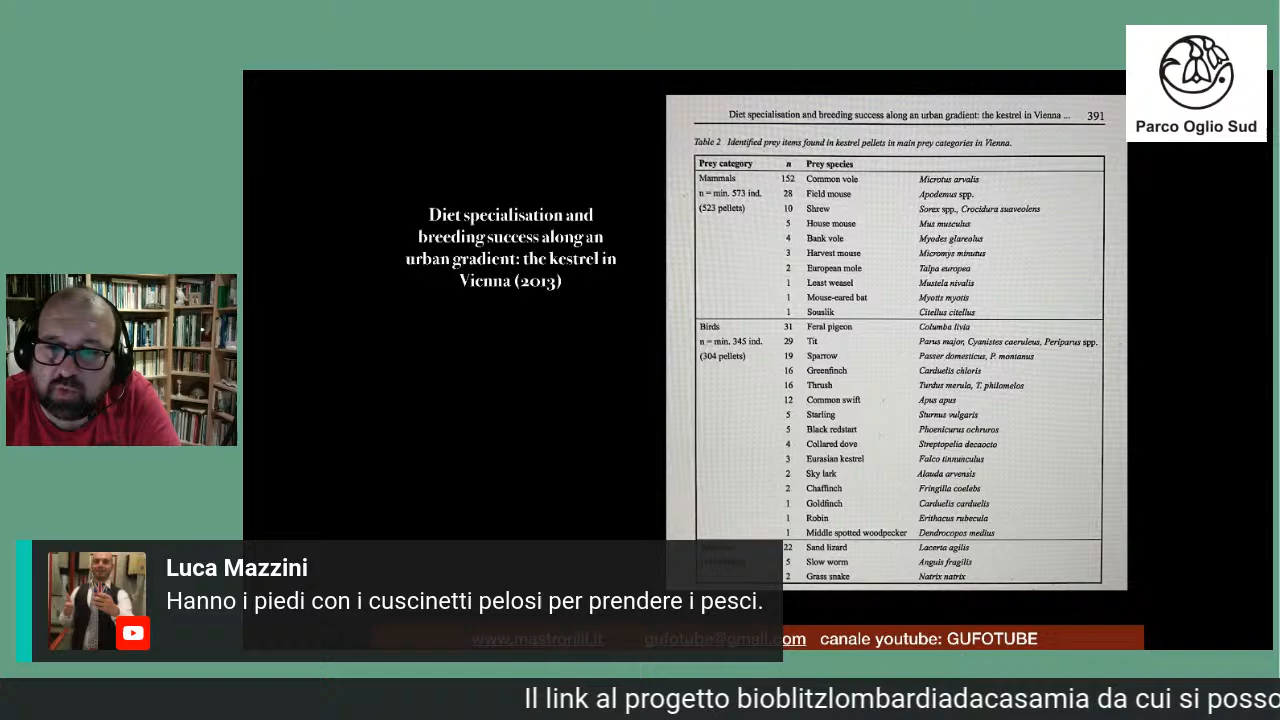 Parco Oglio Sud
Diet specialisation and breeding success along an urban gradient: the kestrel in Vienna ... 391
Table 2 Identified prey items found in kestrel pellets in main prey categories in Vienna.
Prey category n Prey species
Mammals 152 Common vole Microtus arvalis
n = min. 573 ind. 28 Field mouse Apodemus spp.
(523 pellets) 10 Shrew Sorex spp., Crocidura suaveolens
5 House mouse Mus musculus
4 Bank vole Myodes glareolus
3 Harvest mouse Micromys minutus
2 European mole Talpa europea
1 Least weasel Mustela nivalis
1 Mouse-eared bat Myotis myotis
1 Souslik Citellus citellus
Birds 31 Feral pigeon Columba livia
n = min. 345 ind. 29 Tit Parus major, Cyanistes caeruleus, Periparus spp.
(304 pellets) 19 Sparrow Passer domesticus, P. montanus
16 Greenfinch Carduelis chloris
16 Thrush Turdus merula, T. philomelos
12 Common swift Apus apus
5 Starling Sturnus vulgaris
5 Black redstart Phoenicurus ochruros
4 Collared dove Streptopelia decaocto
3 Eurasian kestrel Falco tinnunculus
2 Sky lark Alauda arvensis
2 Chaffinch Fringilla coelebs
1 Goldfinch Carduelis carduelis
1 Robin Erithacus rubecula
1 Middle spotted woodpecker Dendrocopos medius
22 Sand lizard Lacerta agilis
5 Slow worm Anguis fragilis
2 Grass snake Natrix natrix
Diet specialisation and
breeding success along an
urban gradient: the kestrel in
Vienna (2013)
Luca Mazzini
Hanno i piedi con i cuscinetti pelosi per prendere i pesci.
www.mastrorilli.it gufotube@gmail.com canale youtube: GUFOTUBE
Il link al progetto bioblitzlombardiadacasamia da cui si posso